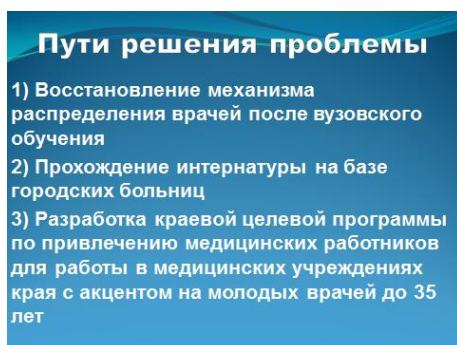 Пути решения проблемы
1) Восстановление механизма
распределения врачей после вузовского
обучения
2) Прохождение интернатуры на базе
городских больниц
3) Разработка краевой целевой программы
по привлечению медицинских работников
для работы в медицинских учреждениях
края с акцентом на молодых врачей до 35
лет